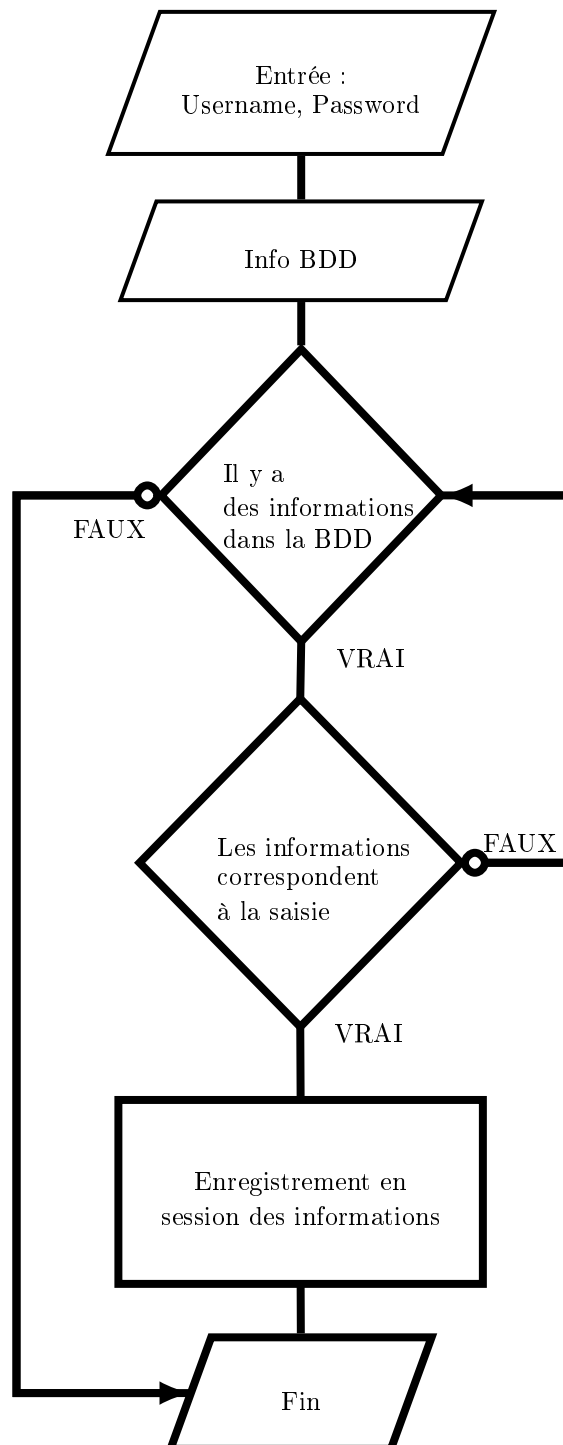 Entrée :
Username, Password
Info BDD
Il y a
des informations
dans la BDD
FAUX
VRAI
Les informations
correspondent
à la saisie
FAUX
VRAI
Enregistrement en
session des informations
Fin